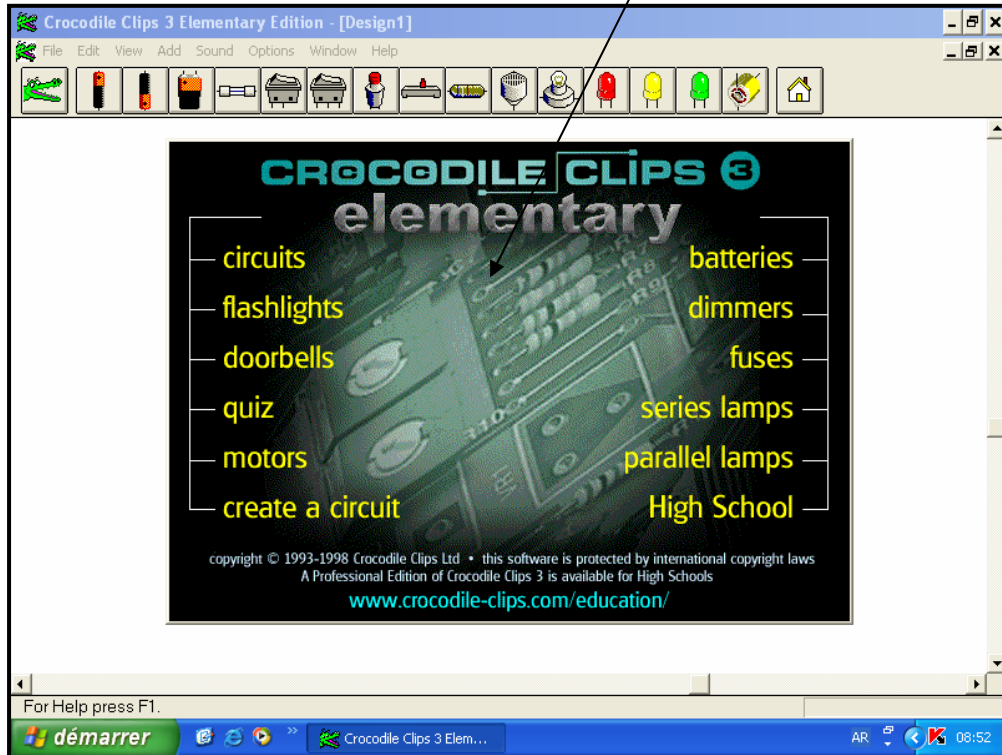 Crocodile Clips 3 Elementary Edition - [Design1]
File Edit View Add Sound Options Window Help
CROCODILE CLIPS 3
elementary
circuits
flashlights
doorbells
quiz
motors
create a circuit
batteries
dimmers
fuses
series lamps
parallel lamps
High School
copyright © 1993-1998 Crocodile Clips Ltd • this software is protected by international copyright laws
A Professional Edition of Crocodile Clips 3 is available for High Schools
www.crocodile-clips.com/education/
For Help press F1.
démarrer
Crocodile Clips 3 Elem...
AR
08:52